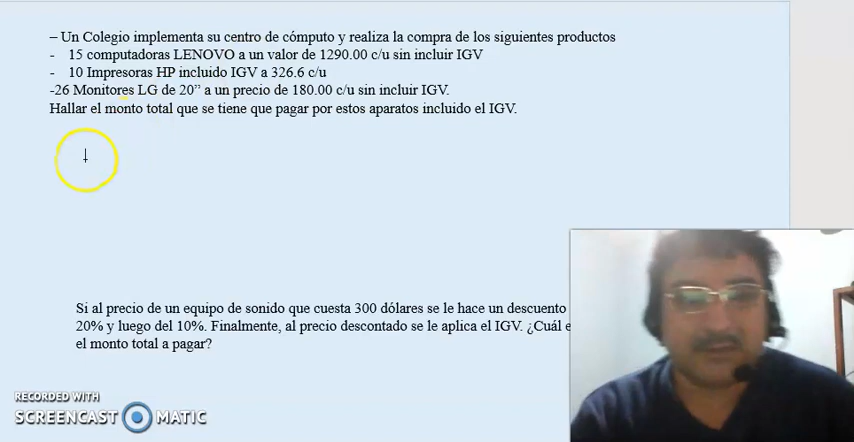 – Un Colegio implementa su centro de cómputo y realiza la compra de los siguientes productos
- 15 computadoras LENOVO a un valor de 1290.00 c/u sin incluir IGV
- 10 Impresoras HP incluido IGV a 326.6 c/u
-26 Monitores LG de 20” a un precio de 180.00 c/u sin incluir IGV.
Hallar el monto total que se tiene que pagar por estos aparatos incluido el IGV.
Si al precio de un equipo de sonido que cuesta 300 dólares se le hace un descuento
20% y luego del 10%. Finalmente, al precio descontado se le aplica el IGV. ¿Cuál
el monto total a pagar?
RECORDED WITH
SCREENCAST MATIC